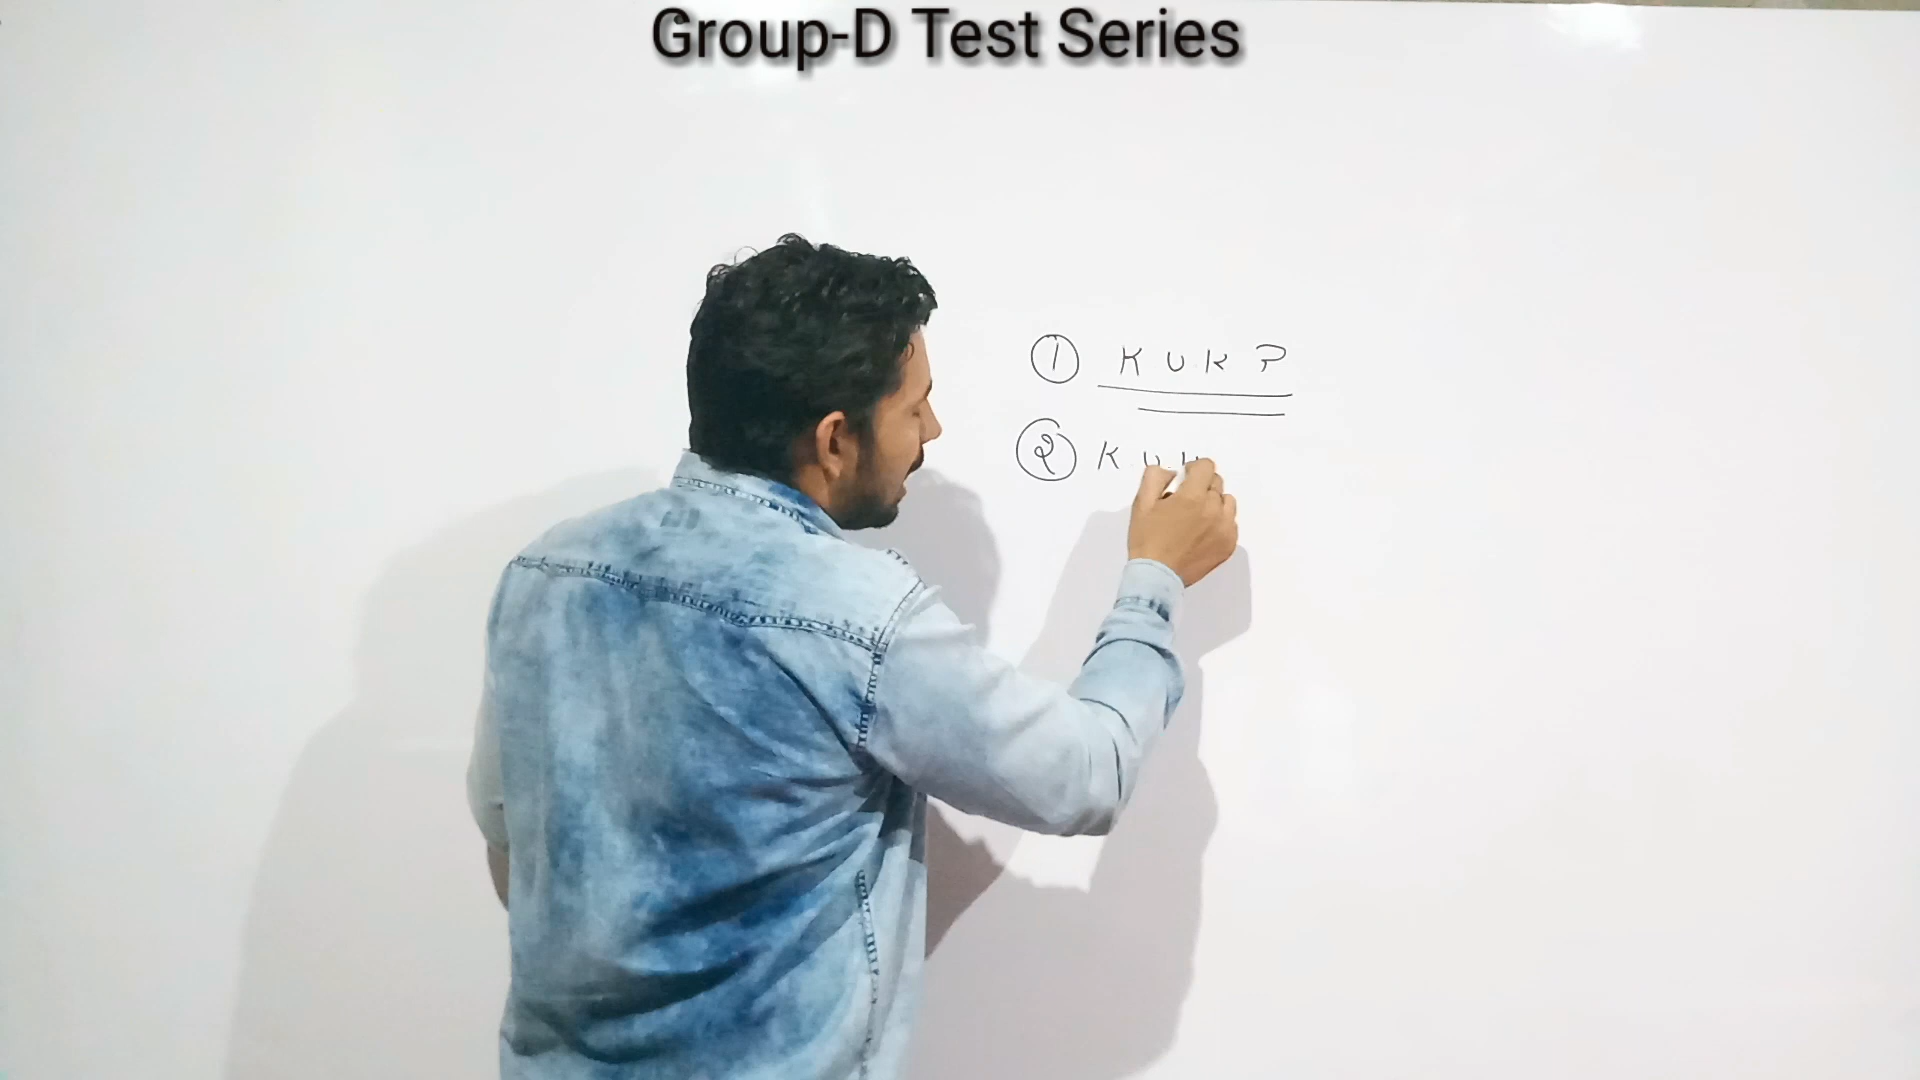 Group-D Test Series
① K U.K ?
② K.U.